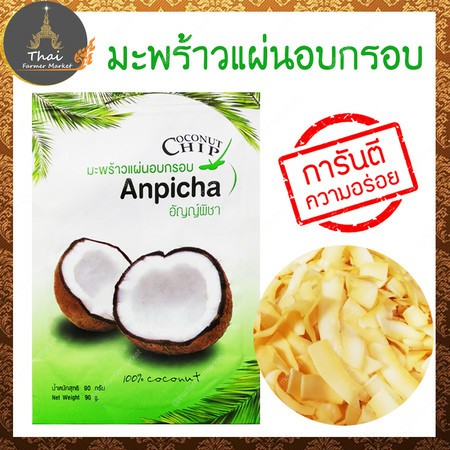 Thai
Farmer Market
มะพร้าวแผ่นอบกรอบ
COCONUT
CHIP
มะพร้าวแผ่นอบกรอบ
Anpicha
อัญญ์พิชา
100% coconut
น้ำหนักสุทธิ 90 กรัม
Net Weight 90 g.
การันตี
ความอร่อย